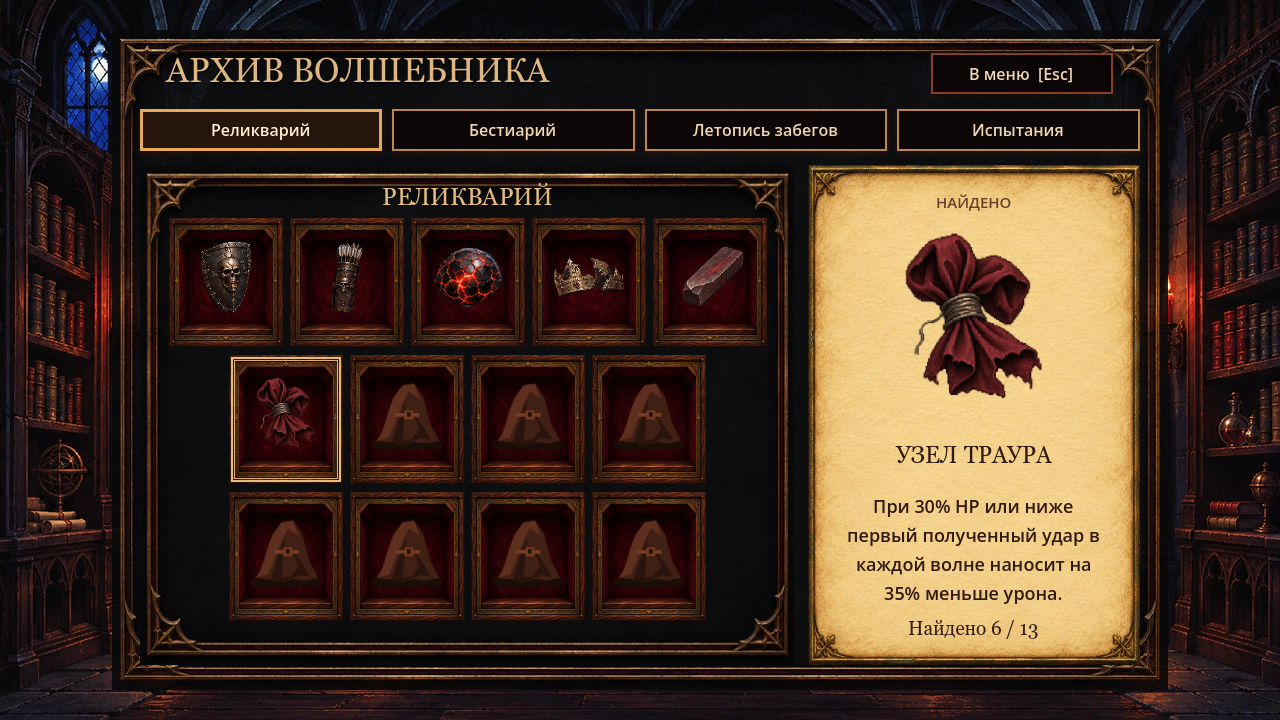 АРХИВ ВОЛШЕБНИКА
В меню [Esc]
Реликварий
Бестиарий
Летопись забегов
Испытания
РЕЛИКВАРИЙ
НАЙДЕНО
УЗЕЛ ТРАУРА
При 30% HP или ниже
первый полученный удар в
каждой волне наносит на
35% меньше урона.
Найдено 6 / 13